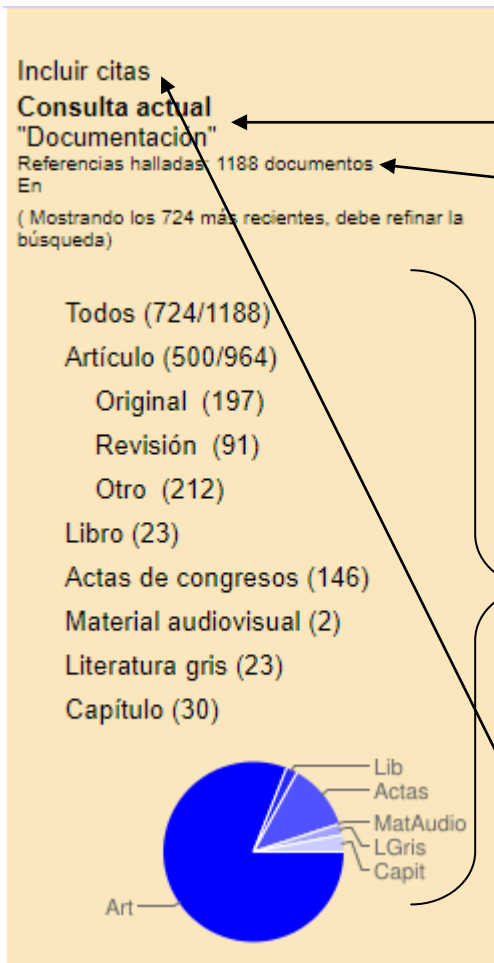 Incluir citas
Consulta actual
"Documentación"
Referencias halladas: 1188 documentos
En
( Mostrando los 724 más recientes, debe refinar la
búsqueda)
Todos (724/1188)
Artículo (500/964)
Original (197)
Revisión (91)
Otro (212)
Libro (23)
Actas de congresos (146)
Material audiovisual (2)
Literatura gris (23)
Capítulo (30)
Lib
Actas
MatAudio
LGris
Capit
Art